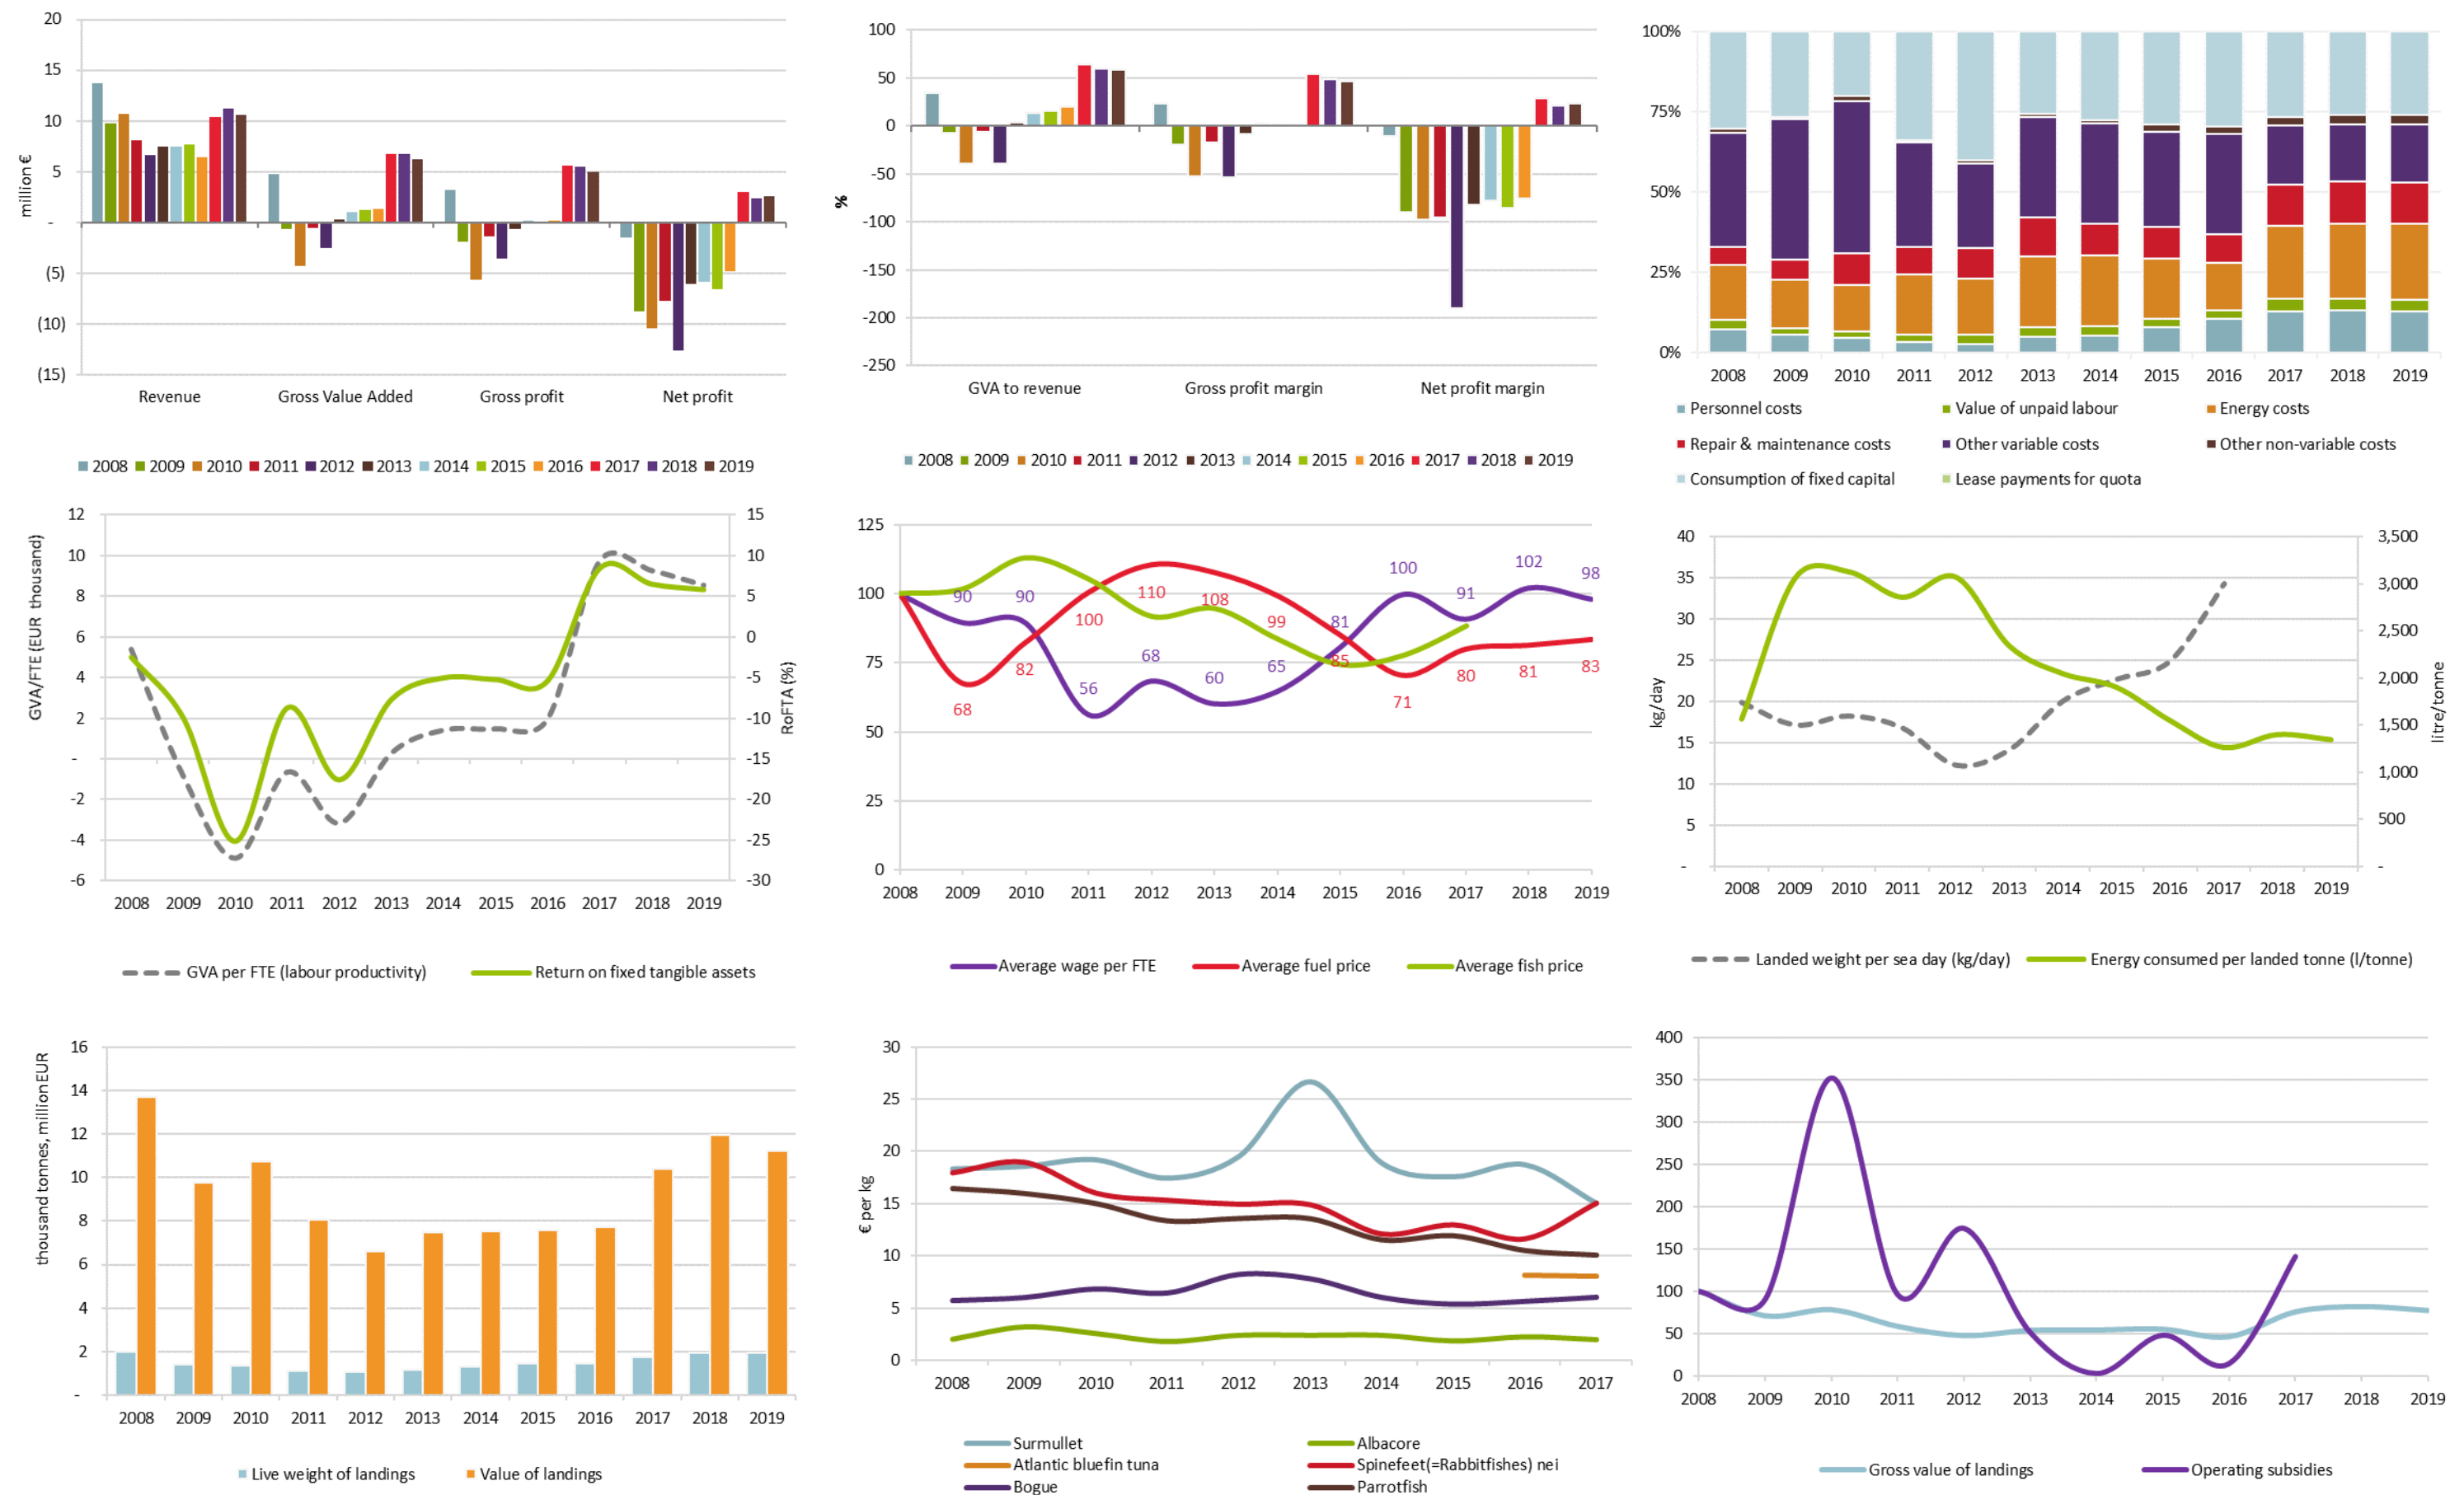 20
15
10
5
-
(5)
(10)
(15)
million €
Revenue Gross Value Added Gross profit Net profit
2008 2009 2010 2011 2012 2013 2014 2015 2016 2017 2018 2019
100
50
0
-50
-100
-150
-200
-250
%
GVA to revenue Gross profit margin Net profit margin
2008 2009 2010 2011 2012 2013 2014 2015 2016 2017 2018 2019
100%
75%
50%
25%
0%
2008 2009 2010 2011 2012 2013 2014 2015 2016 2017 2018 2019
Personnel costs Value of unpaid labour Energy costs
Repair & maintenance costs Other variable costs Other non-variable costs
Consumption of fixed capital Lease payments for quota
12
10
8
6
4
2
-
-2
-4
-6
GVA/FTE (EUR thousand)
15
10
5
0
-5
-10
-15
-20
-25
-30
RoFTA (%)
2008 2009 2010 2011 2012 2013 2014 2015 2016 2017 2018 2019
GVA per FTE (labour productivity) Return on fixed tangible assets
125
100
75
50
25
0
90 90 56 68 60 65 81 100 91 102 98
68 82 100 110 108 99 85 71 80 81 83
2008 2009 2010 2011 2012 2013 2014 2015 2016 2017 2018 2019
Average wage per FTE Average fuel price Average fish price
40
35
30
25
20
15
10
5
-
kg/day
3,500
3,000
2,500
2,000
1,500
1,000
500
-
litre/tonne
2008 2009 2010 2011 2012 2013 2014 2015 2016 2017 2018 2019
Landed weight per sea day (kg/day) Energy consumed per landed tonne (l/tonne)
16
14
12
10
8
6
4
2
-
thousand tonnes, millionEUR
2008 2009 2010 2011 2012 2013 2014 2015 2016 2017 2018 2019
Live weight of landings Value of landings
30
25
20
15
10
5
0
€ per kg
2008 2009 2010 2011 2012 2013 2014 2015 2016 2017
Surmullet Albacore
Atlantic bluefin tuna Spinefeet(=Rabbitfishes) nei
Bogue Parrotfish
400
350
300
250
200
150
100
50
0
2008 2009 2010 2011 2012 2013 2014 2015 2016 2017 2018 2019
Gross value of landings Operating subsidies